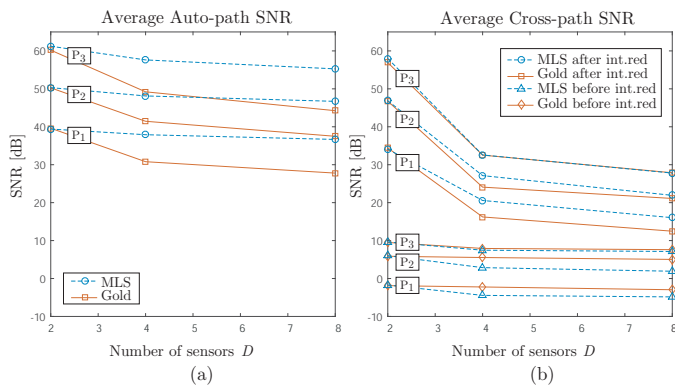 Average Auto-path SNR
SNR [dB]
60
50
40
30
20
10
0
-10
P3
P2
P1
MLS
Gold
2
3
4
5
6
7
8
Number of sensors D
(a)
Average Cross-path SNR
SNR [dB]
60
50
40
30
20
10
0
-10
P3
P2
P1
P3
P2
P1
MLS after int.red
Gold after int.red
MLS before int.red
Gold before int.red
2
3
4
5
6
7
8
Number of sensors D
(b)